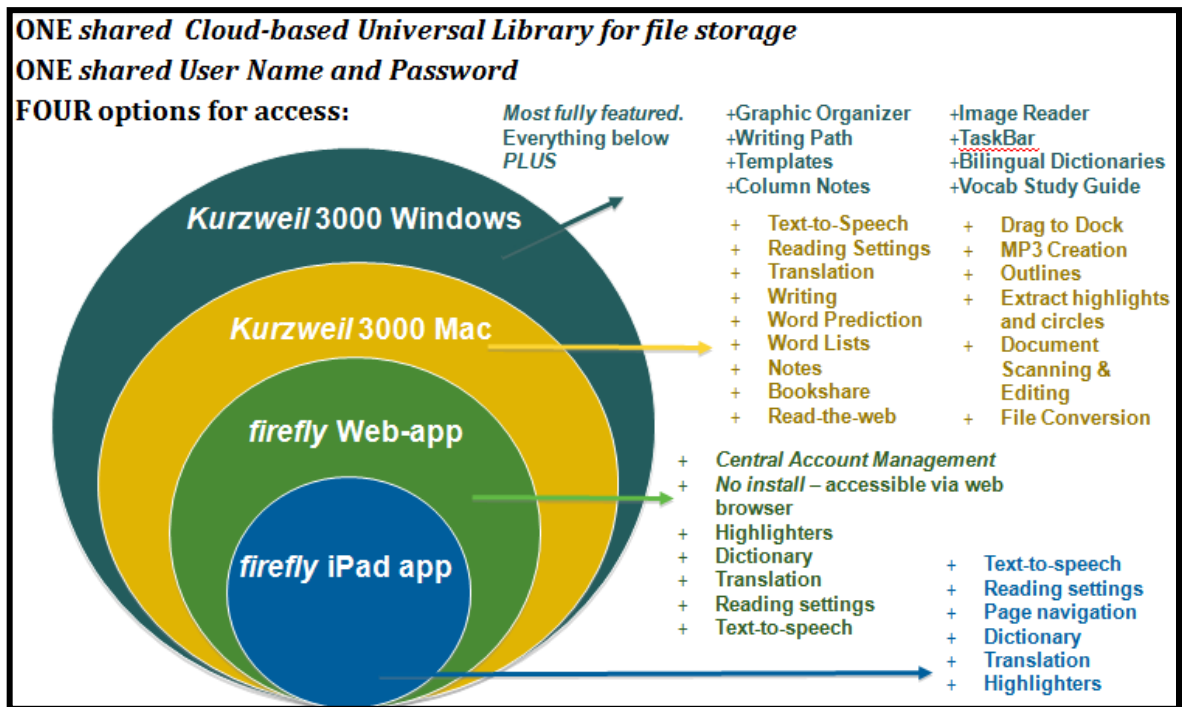 ONE shared Cloud-based Universal Library for file storage
ONE shared User Name and Password
FOUR options for access:
Most fully featured.
Everything below
PLUS
+Graphic Organizer
+Writing Path
+Templates
+Column Notes
+Image Reader
+TaskBar
+Bilingual Dictionaries
+Vocab Study Guide
Kurzweil 3000 Windows
+ Text-to-Speech
+ Reading Settings
+ Translation
+ Writing
+ Word Prediction
+ Word Lists
+ Notes
+ Bookshare
+ Read-the-web
+ Drag to Dock
+ MP3 Creation
+ Outlines
+ Extract highlights
and circles
+ Document
Scanning &
Editing
+ File Conversion
Kurzweil 3000 Mac
firefly Web-app
+ Central Account Management
+ No install – accessible via web
browser
+ Highlighters
+ Dictionary
+ Translation
+ Reading settings
+ Text-to-speech
firefly iPad app
+ Text-to-speech
+ Reading settings
+ Page navigation
+ Dictionary
+ Translation
+ Highlighters